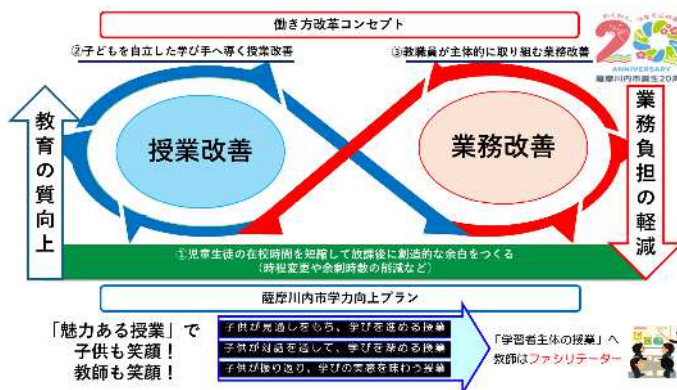 働き方改革コンセプト
②子どもを自立した学び手へ導く授業改善
③教職員が主体的に取り組む業務改善
20
ANNIVERSARY
薩摩川内市誕生20周年
教育の質向上
授業改善
業務改善
業務負担の軽減
①児童生徒の在校時間を短縮して放課後に創造的な余白をつくる
(時程変更や余剰時数の削減など)
薩摩川内市学力向上プラン
「魅力ある授業」で
子供も笑顔！
教師も笑顔！
子供が見通しをもち、学びを進める授業
子供が対話を通して、学びを深める授業
子供が振り返り、学びの実感を味わう授業
「学習者主体の授業」へ
教師はファシリテーター